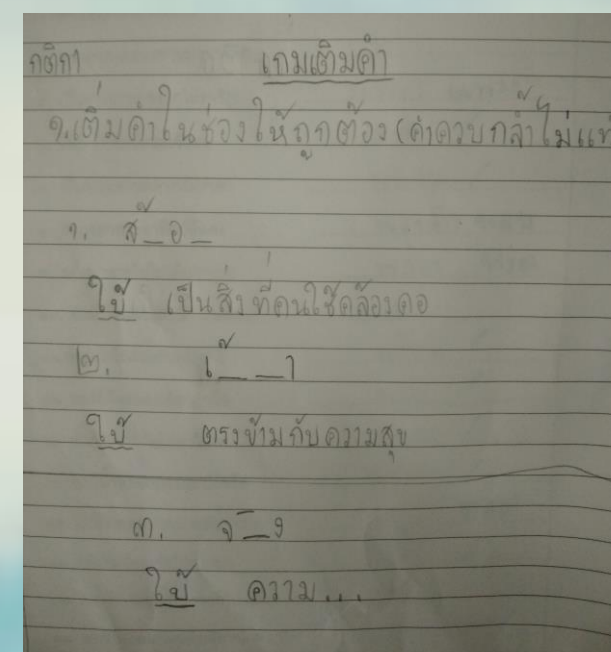 กติกา เกมเติมคำ
๑.เติมคำในช่องให้ถูกต้อง(คำควบกล้ำไม่แท้
๑. ส้_อ_
ใบ้ เป็นสิ่งที่คนใช้คล้องคอ
๒. เ_้ _า
ใบ้ ตรงข้ามกับความสุข
๓. จ_ิง
ใบ้ ความ...